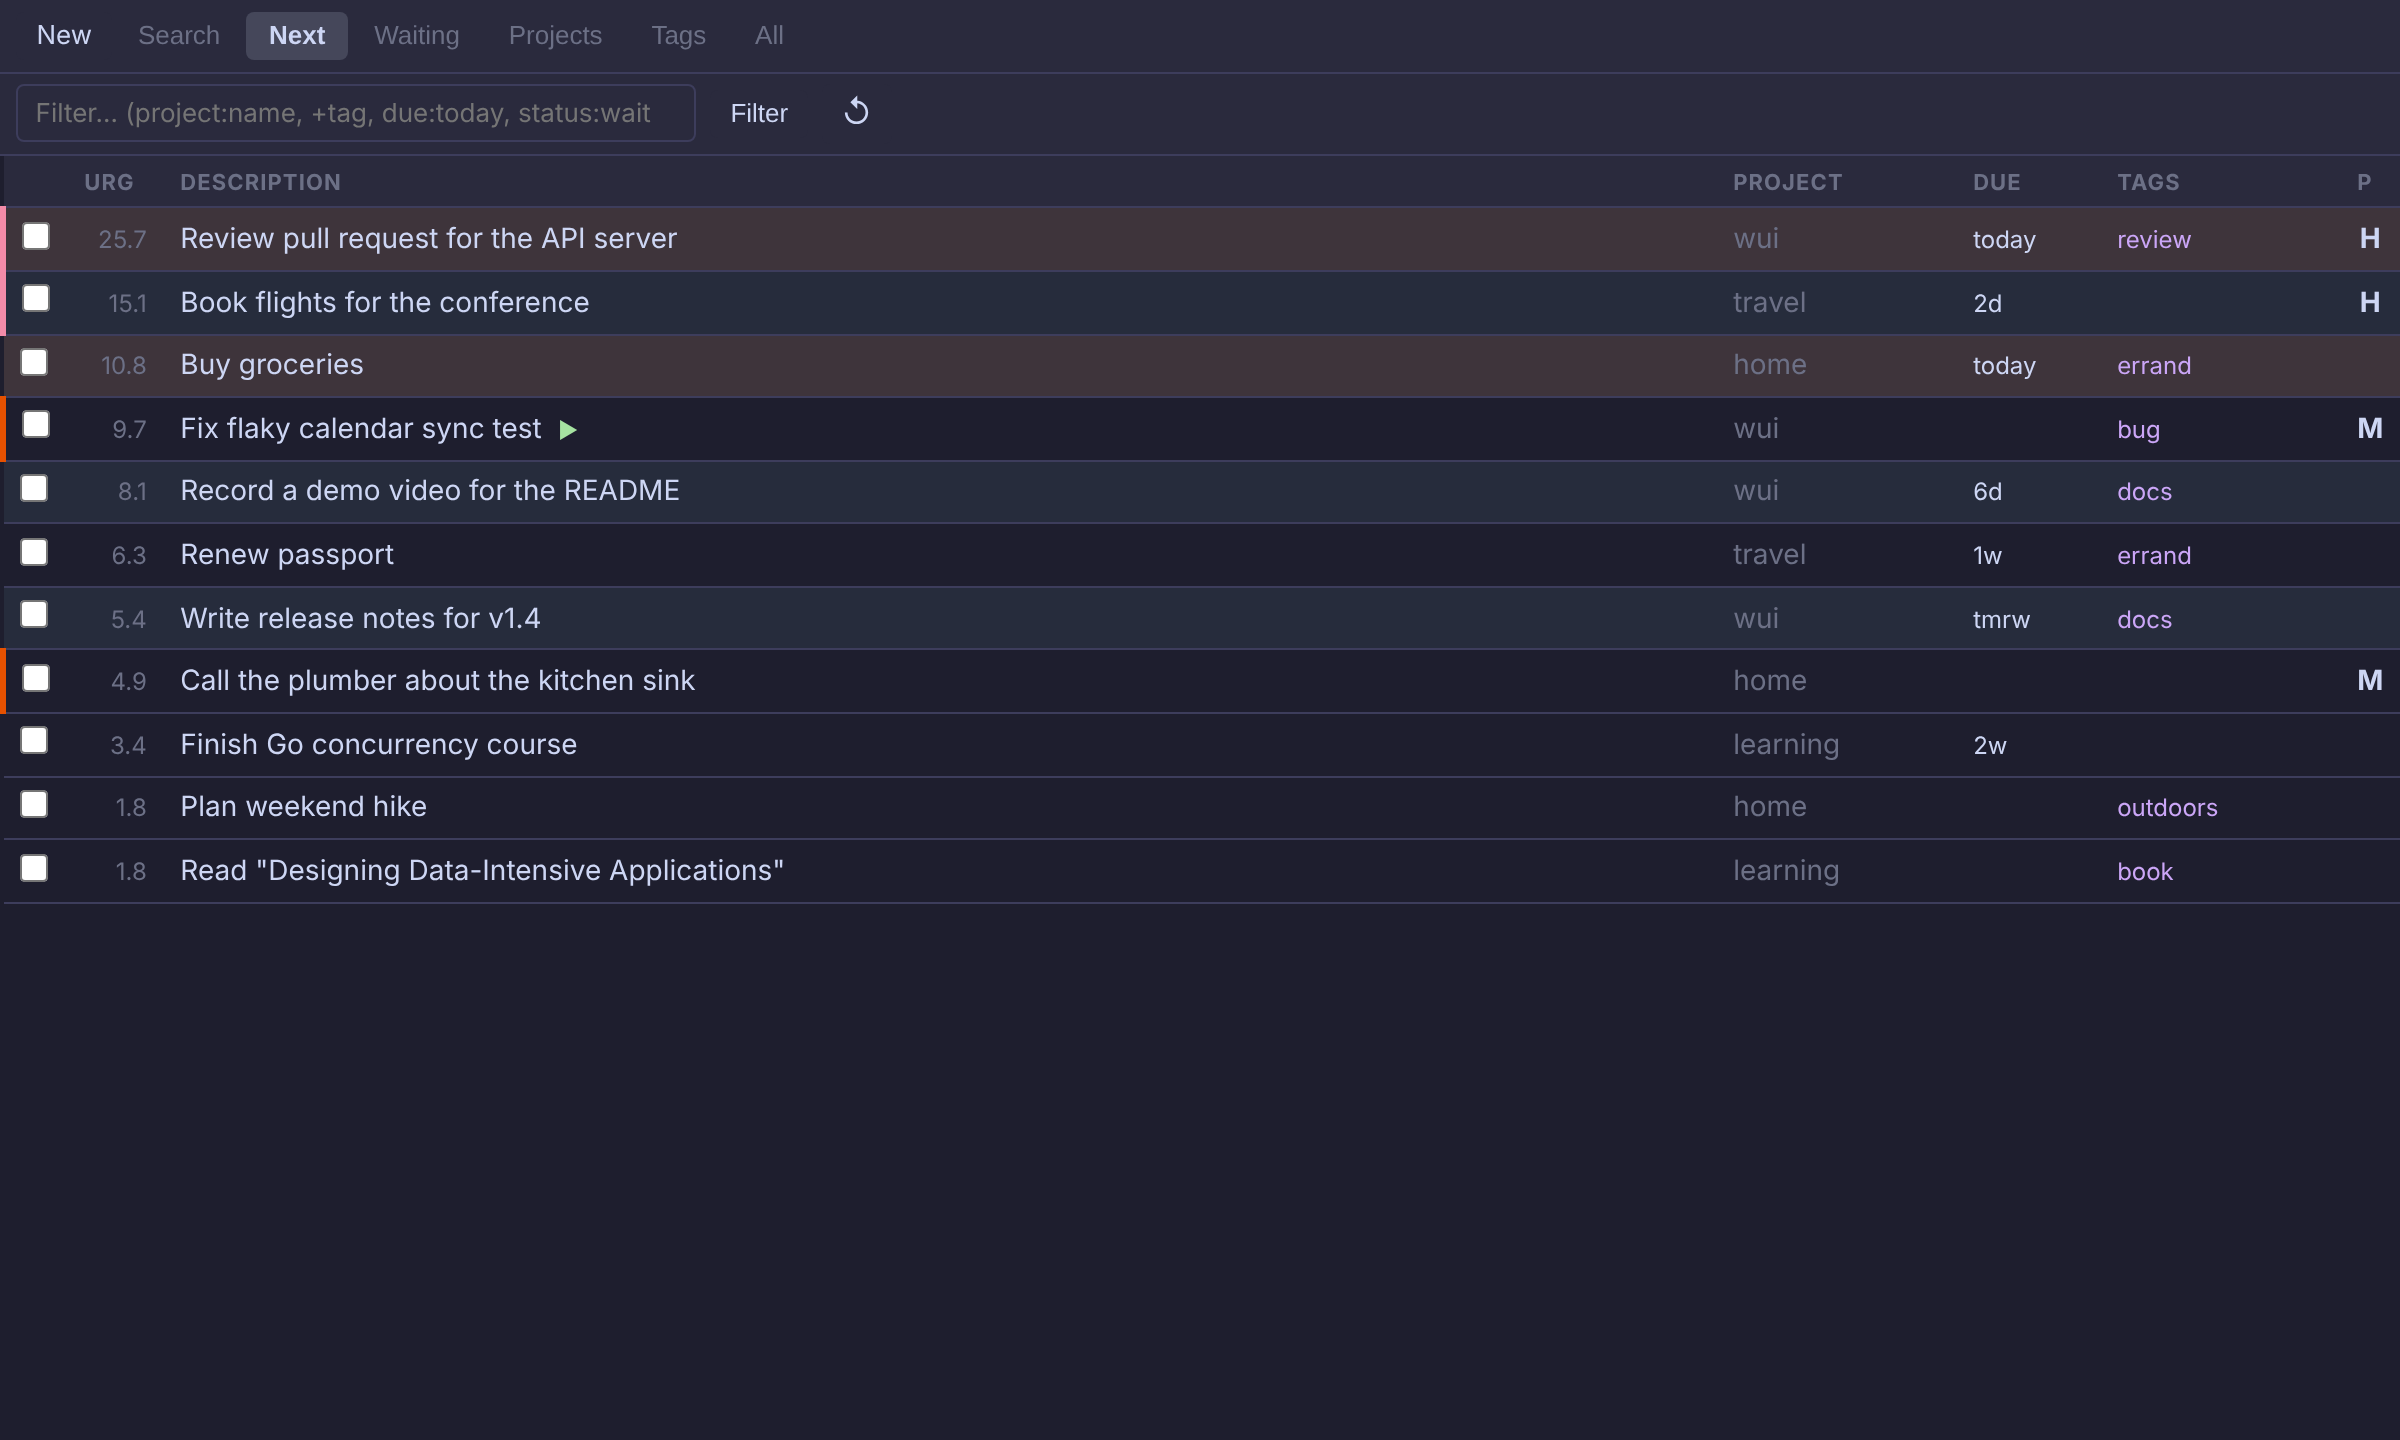 New Search Next Waiting Projects Tags All
Filter... (project:name, +tag, due:today, status:wait Filter
URG DESCRIPTION PROJECT DUE TAGS P
25.7 Review pull request for the API server wui today review H
15.1 Book flights for the conference travel 2d H
10.8 Buy groceries home today errand
9.7 Fix flaky calendar sync test wui bug M
8.1 Record a demo video for the README wui 6d docs
6.3 Renew passport travel 1w errand
5.4 Write release notes for v1.4 wui tmrw docs
4.9 Call the plumber about the kitchen sink home M
3.4 Finish Go concurrency course learning 2w
1.8 Plan weekend hike home outdoors
1.8 Read "Designing Data-Intensive Applications" learning book